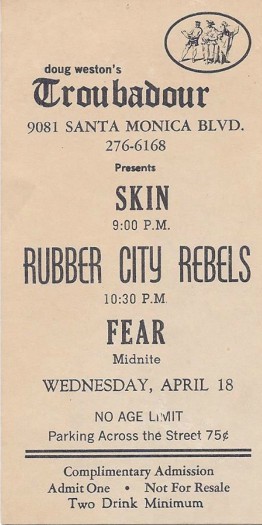 doug weston's
Troubadour
9081 SANTA MONICA BLVD.
276-6168
Presents
SKIN
9:00 P.M.
RUBBER CITY REBELS
10:30 P.M
FEAR
Midnite
WEDNESDAY, APRIL 18
NO AGE LIMIT
Parking Across the Street 75¢
Complimentary Admission
Admit One • Not For Resale
Two Drink Minimum